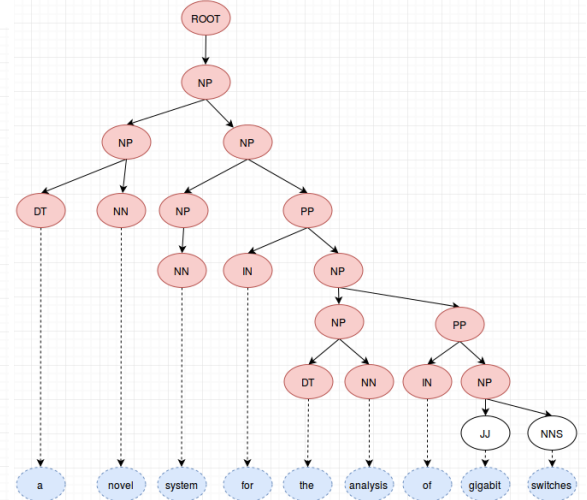 ROOT
NP
NP NP
DT NN NP PP
NN IN NP
NP PP
DT NN IN NP
JJ NNS
a novel system for the analysis of gigabit switches